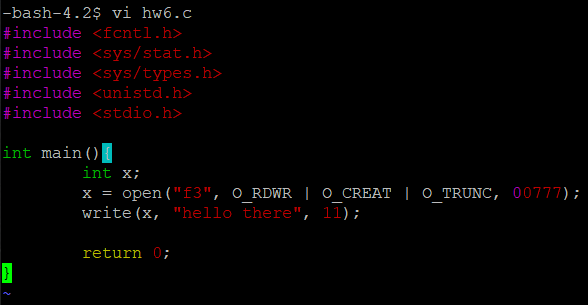 -bash-4.2$ vi hw6.c
#include <fcntl.h>
#include <sys/stat.h>
#include <sys/types.h>
#include <unistd.h>
#include <stdio.h>

int main(){
        int x;
        x = open("f3", O_RDWR | O_CREAT | O_TRUNC, 00777);
        write(x, "hello there", 11);

        return 0;
}
~